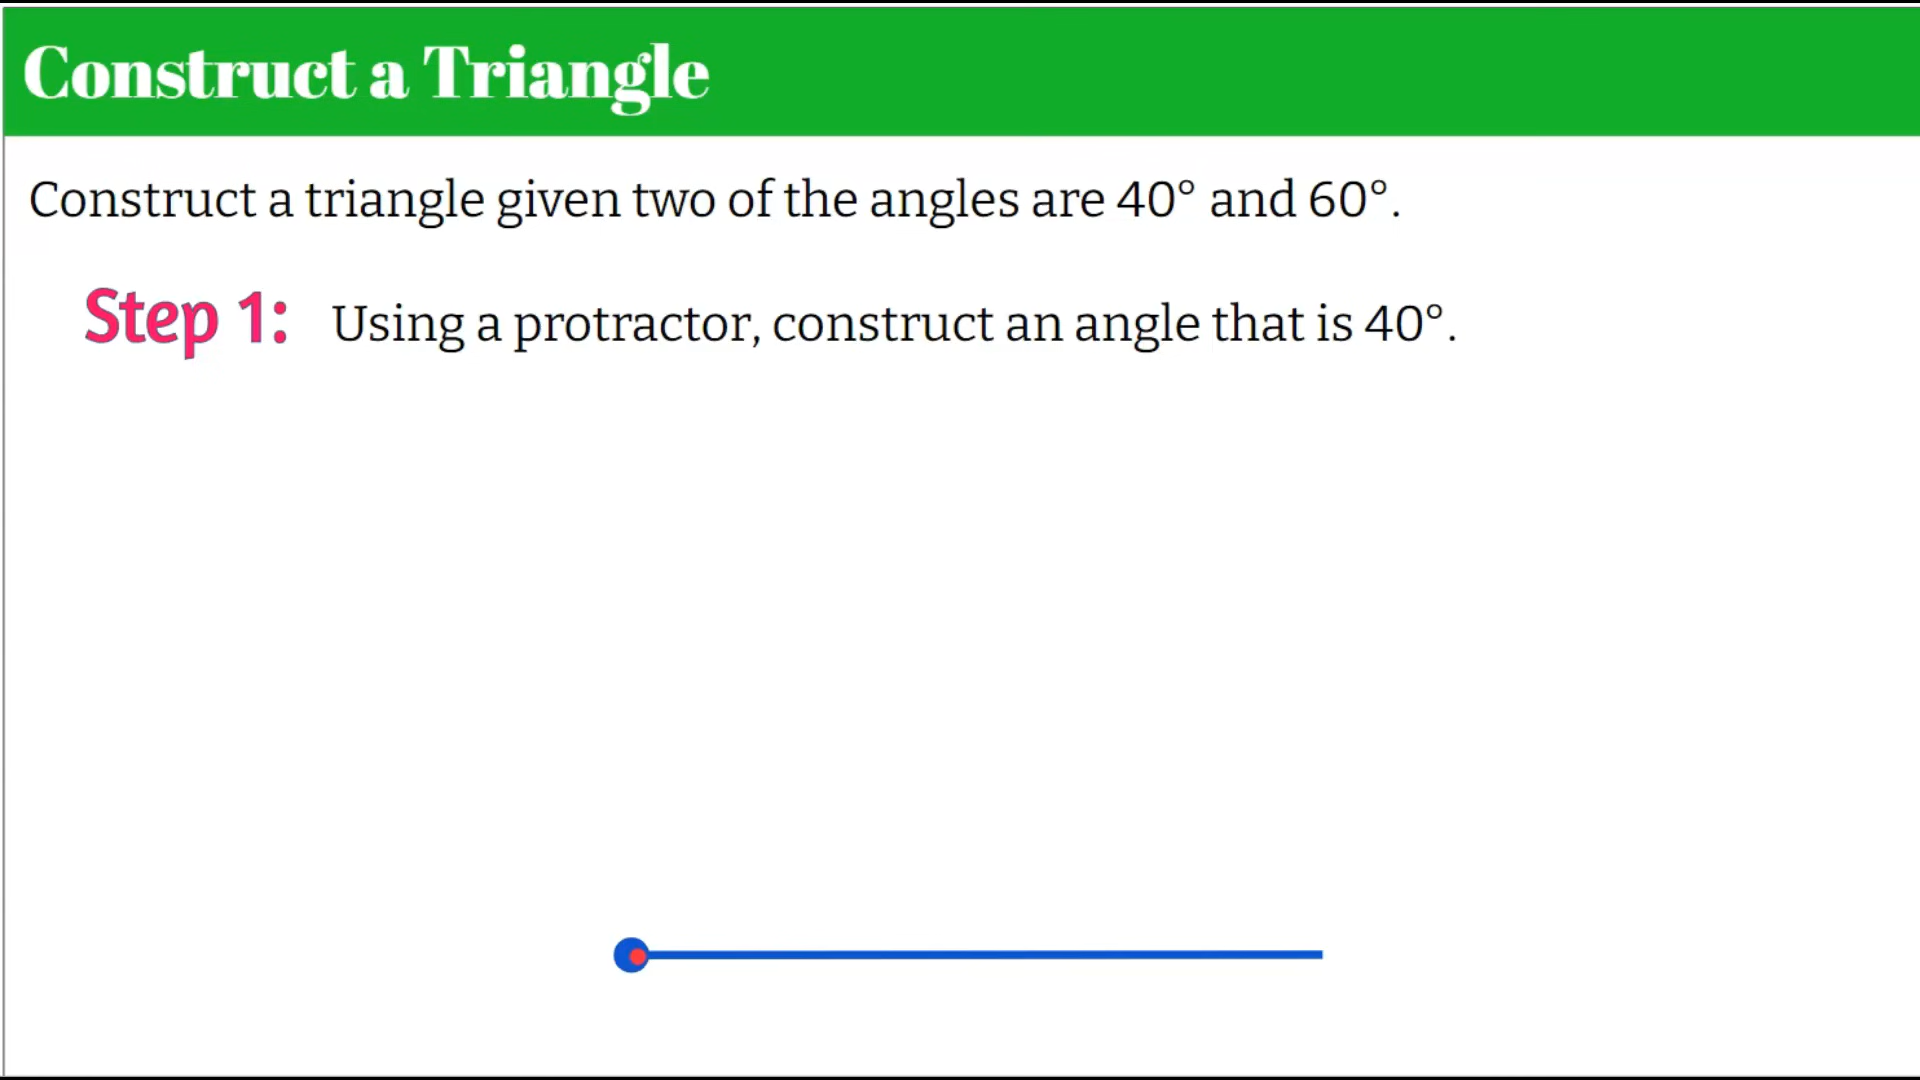 Construct a Triangle
Construct a triangle given two of the angles are 40° and 60°.
Step 1: Using a protractor, construct an angle that is 40°.